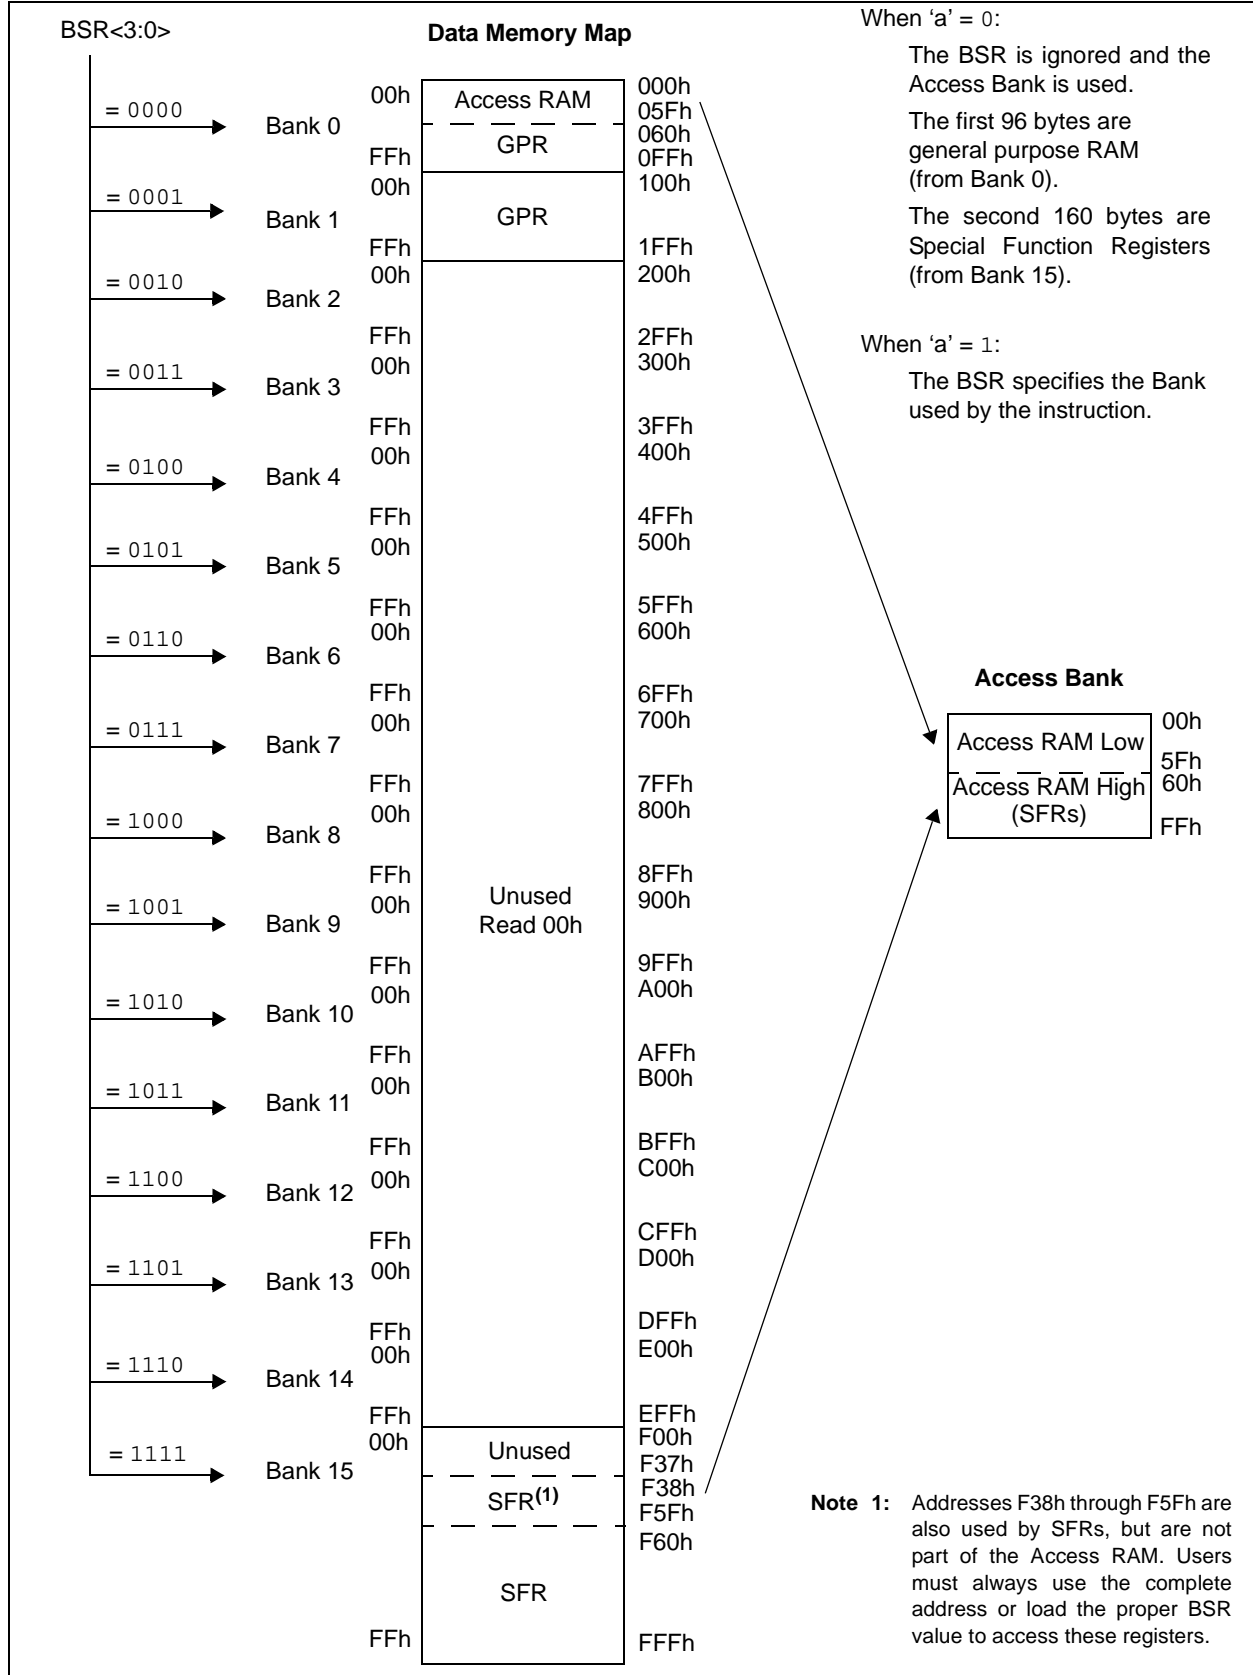 BSR<3:0>
Data Memory Map
= 0000
Bank 0
00h
Access RAM
000h
05Fh
060h
GPR
FFh
0FFh
= 0001
Bank 1
00h
GPR
100h
FFh
1FFh
= 0010
Bank 2
00h
200h
FFh
2FFh
= 0011
Bank 3
00h
300h
FFh
3FFh
= 0100
Bank 4
00h
400h
FFh
4FFh
= 0101
Bank 5
00h
500h
FFh
5FFh
= 0110
Bank 6
00h
600h
FFh
6FFh
= 0111
Bank 7
00h
700h
FFh
7FFh
= 1000
Bank 8
00h
800h
FFh
8FFh
= 1001
Bank 9
00h
Unused
Read 00h
900h
FFh
9FFh
= 1010
Bank 10
00h
A00h
FFh
AFFh
= 1011
Bank 11
00h
B00h
FFh
BFFh
= 1100
Bank 12
00h
C00h
FFh
CFFh
= 1101
Bank 13
00h
D00h
FFh
DFFh
= 1110
Bank 14
00h
E00h
FFh
EFFh
= 1111
Bank 15
00h
Unused
F00h
F37h
SFR(1)
F38h
F5Fh
F60h
SFR
FFh
FFFh
When ‘a’ = 0:
The BSR is ignored and the
Access Bank is used.
The first 96 bytes are
general purpose RAM
(from Bank 0).
The second 160 bytes are
Special Function Registers
(from Bank 15).
When ‘a’ = 1:
The BSR specifies the Bank
used by the instruction.
Access Bank
Access RAM Low
00h
5Fh
Access RAM High
(SFRs)
60h
FFh
Note 1: Addresses F38h through F5Fh are
also used by SFRs, but are not
part of the Access RAM. Users
must always use the complete
address or load the proper BSR
value to access these registers.